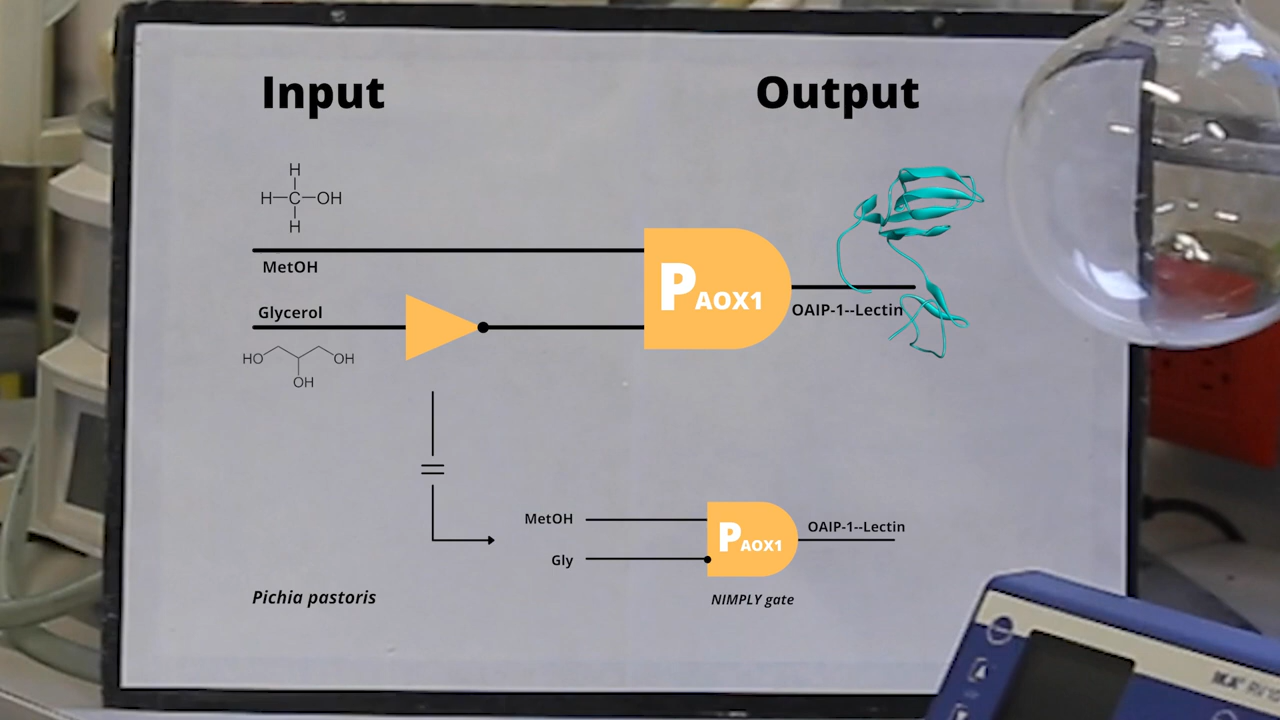 Input
Output
H
H C OH
H
MetOH
Glycerol
HO OH
OH
PAOX1
OAIP-1--Lectin
MetOH
Gly
PAOX1
OAIP-1--Lectin
Pichia pastoris
NIMPLY gate
IKA